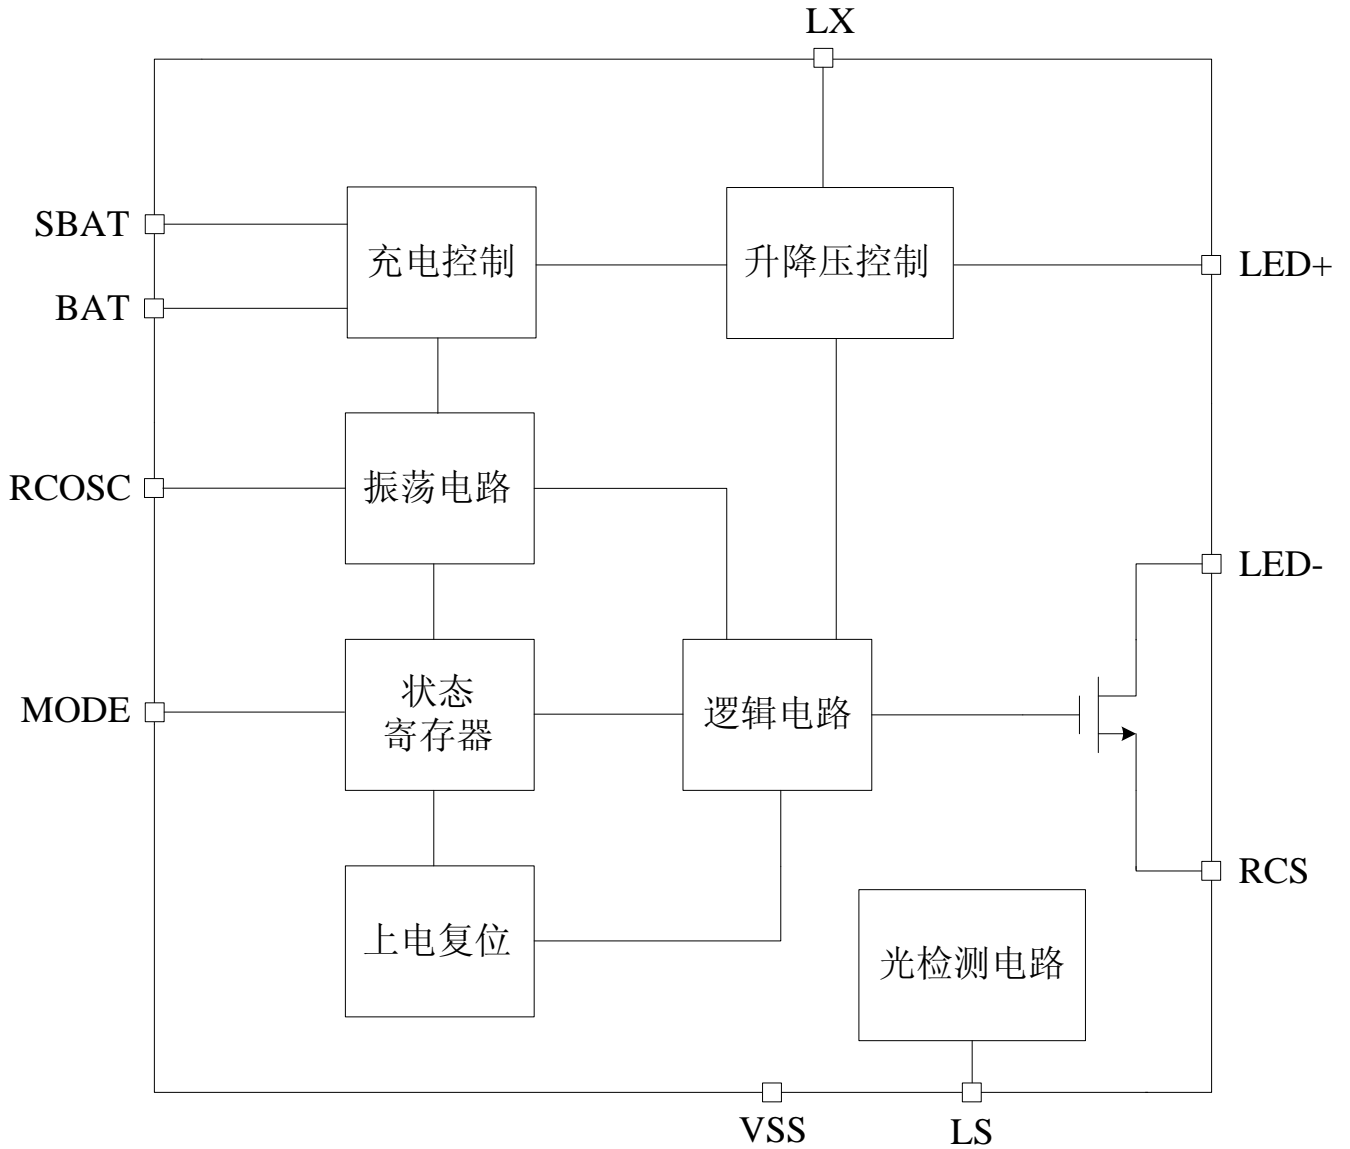 LX
SBAT
充电控制
升降压控制
LED+
BAT
RCOSC
振荡电路
LED-
MODE
状态
寄存器
逻辑电路
RCS
上电复位
光检测电路
VSS
LS